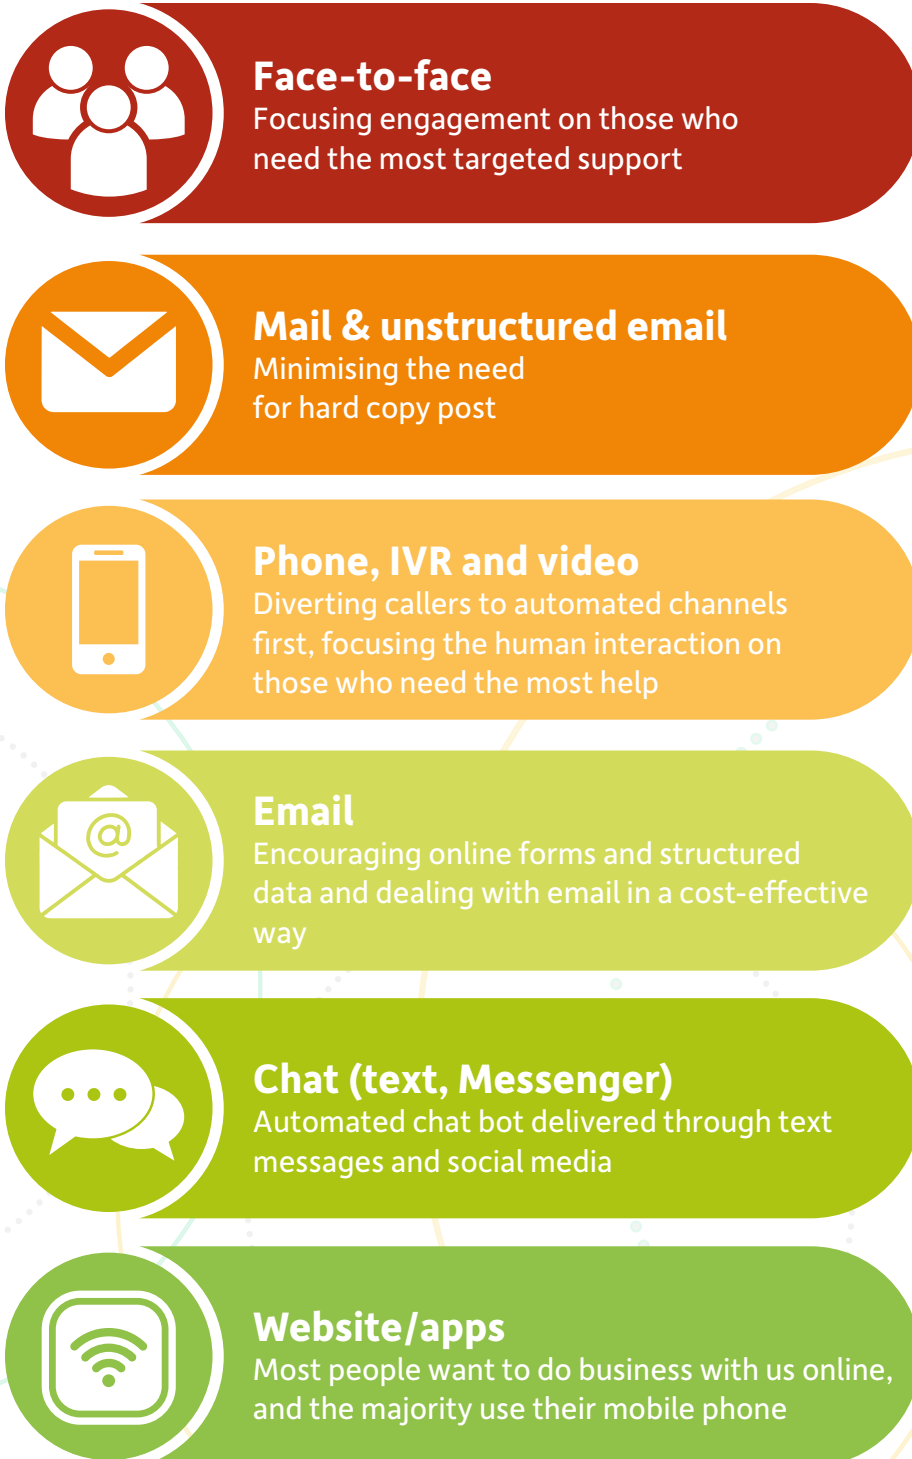 Face-to-face
Focusing engagement on those who
need the most targeted support
Mail & unstructured email
Minimising the need
for hard copy post
Phone, IVR and video
Diverting callers to automated channels
first, focusing the human interaction on
those who need the most help
@
Email
Encouraging online forms and structured
data and dealing with email in a cost-effective
way
Chat (text, Messenger)
Automated chat bot delivered through text
messages and social media
Website/apps
Most people want to do business with us online,
and the majority use their mobile phone